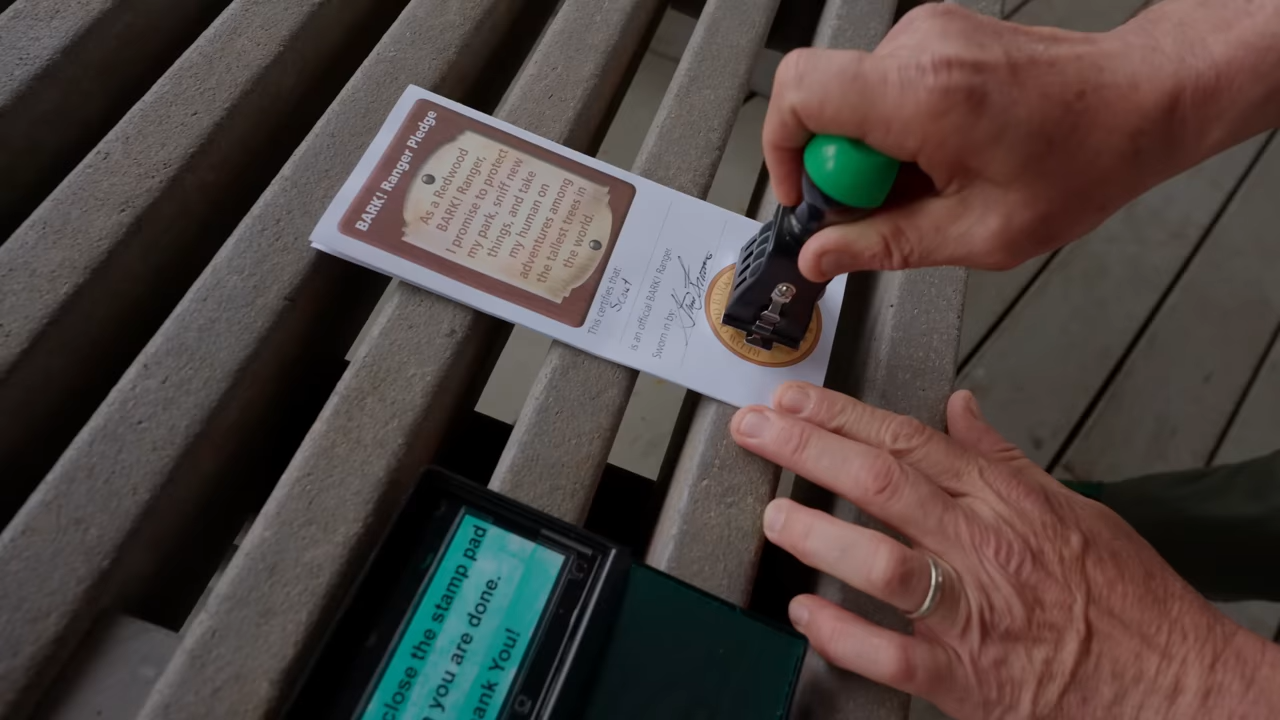 BARK! Ranger Pledge
As a Redwood
BARK! Ranger,
I promise to protect
my park, sniff new
things, and take
my human on
adventures among
the tallest trees in
the world.
This certifies that
Scout
is an official BARK! Ranger.
Sworn in by:
close the stamp pad
you are done.
ank You!